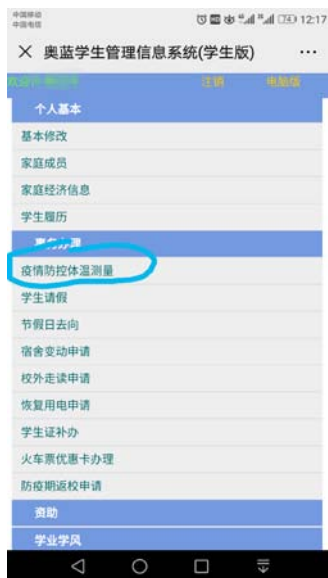 中国移动
中国电信
12:17
奥蓝学生管理信息系统(学生版)
注销 电脑版
个人基本
基本修改
家庭成员
家庭经济信息
学生履历
事务办理
疫情防控体温测量
学生请假
节假日去向
宿舍变动申请
校外走读申请
恢复用电申请
学生证补办
火车票优惠卡办理
防疫期返校申请
资助
学业学风